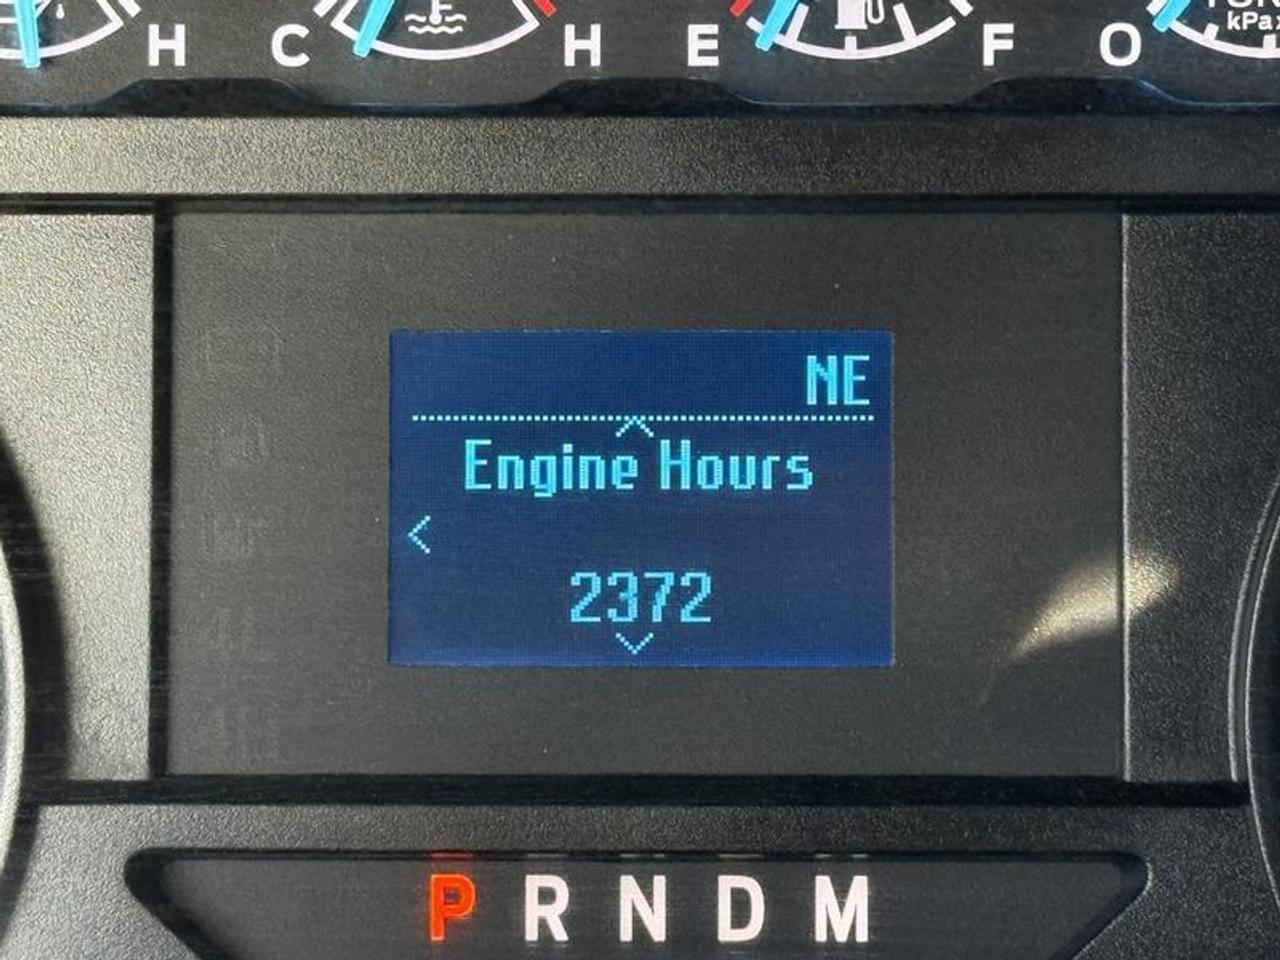 H C H E F O
kPa
NE
Engine Hours
2372
P R N D M